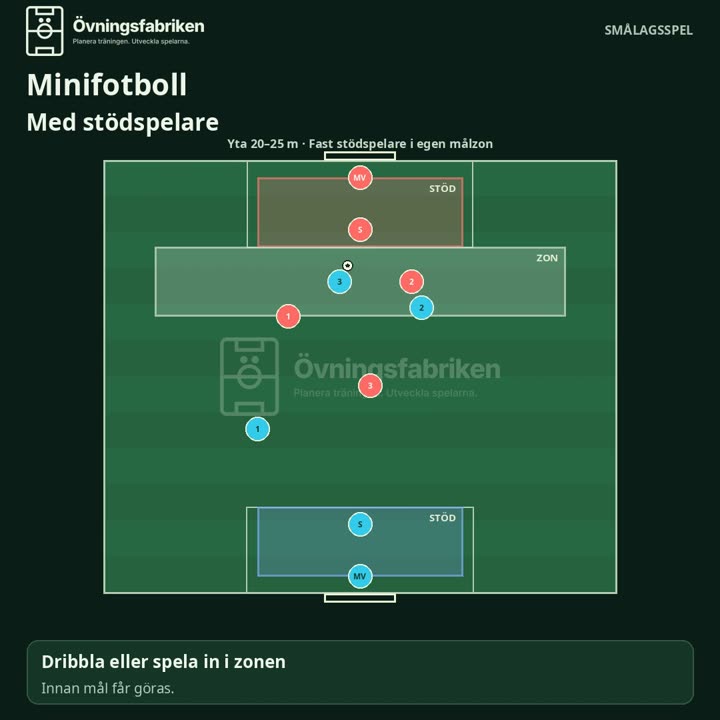 Övningsfabriken
Planera träningen. Utveckla spelarna.
SMÅLAGSSPEL
Minifotboll
Med stödspelare
Yta 20–25 m · Fast stödspelare i egen målzon
MV
STÖD
S
ZON
3
2
2
1
Övningsfabriken
3
Planera träningen. Utveckla spelarna.
1
STÖD
S
MV
Dribbla eller spela in i zonen
Innan mål får göras.